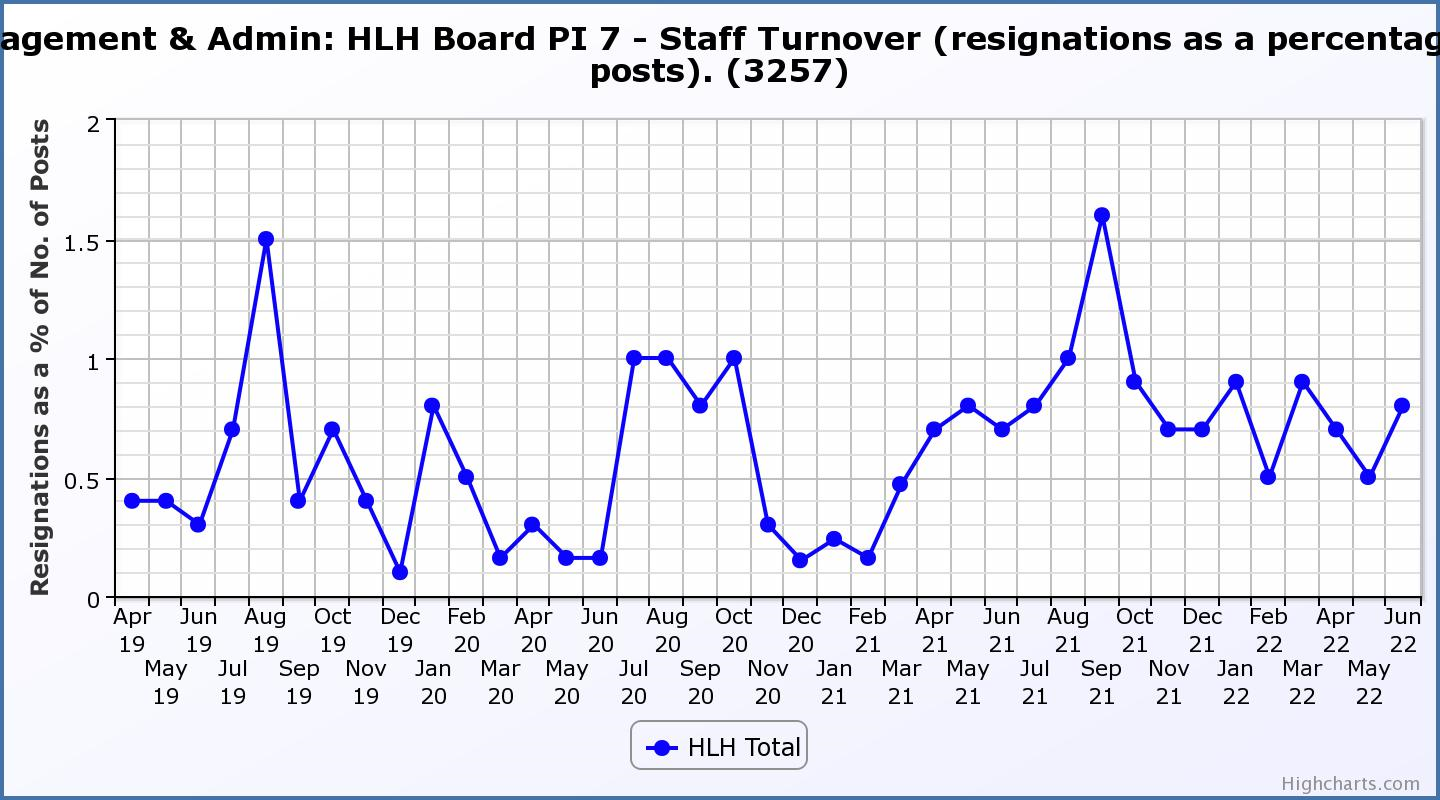 agement & Admin: HLH Board PI 7 - Staff Turnover (resignations as a percentag
posts). (3257)
Resignations as a % of No. of Posts
2
1.5
1
0.5
0
Apr 19
May 19
Jun 19
Jul 19
Aug 19
Sep 19
Oct 19
Nov 19
Dec 19
Jan 20
Feb 20
Mar 20
Apr 20
May 20
Jun 20
Jul 20
Aug 20
Sep 20
Oct 20
Nov 20
Dec 20
Jan 21
Feb 21
Mar 21
Apr 21
May 21
Jun 21
Jul 21
Aug 21
Sep 21
Oct 21
Nov 21
Dec 21
Jan 22
Feb 22
Mar 22
Apr 22
May 22
Jun 22
HLH Total
Highcharts.com